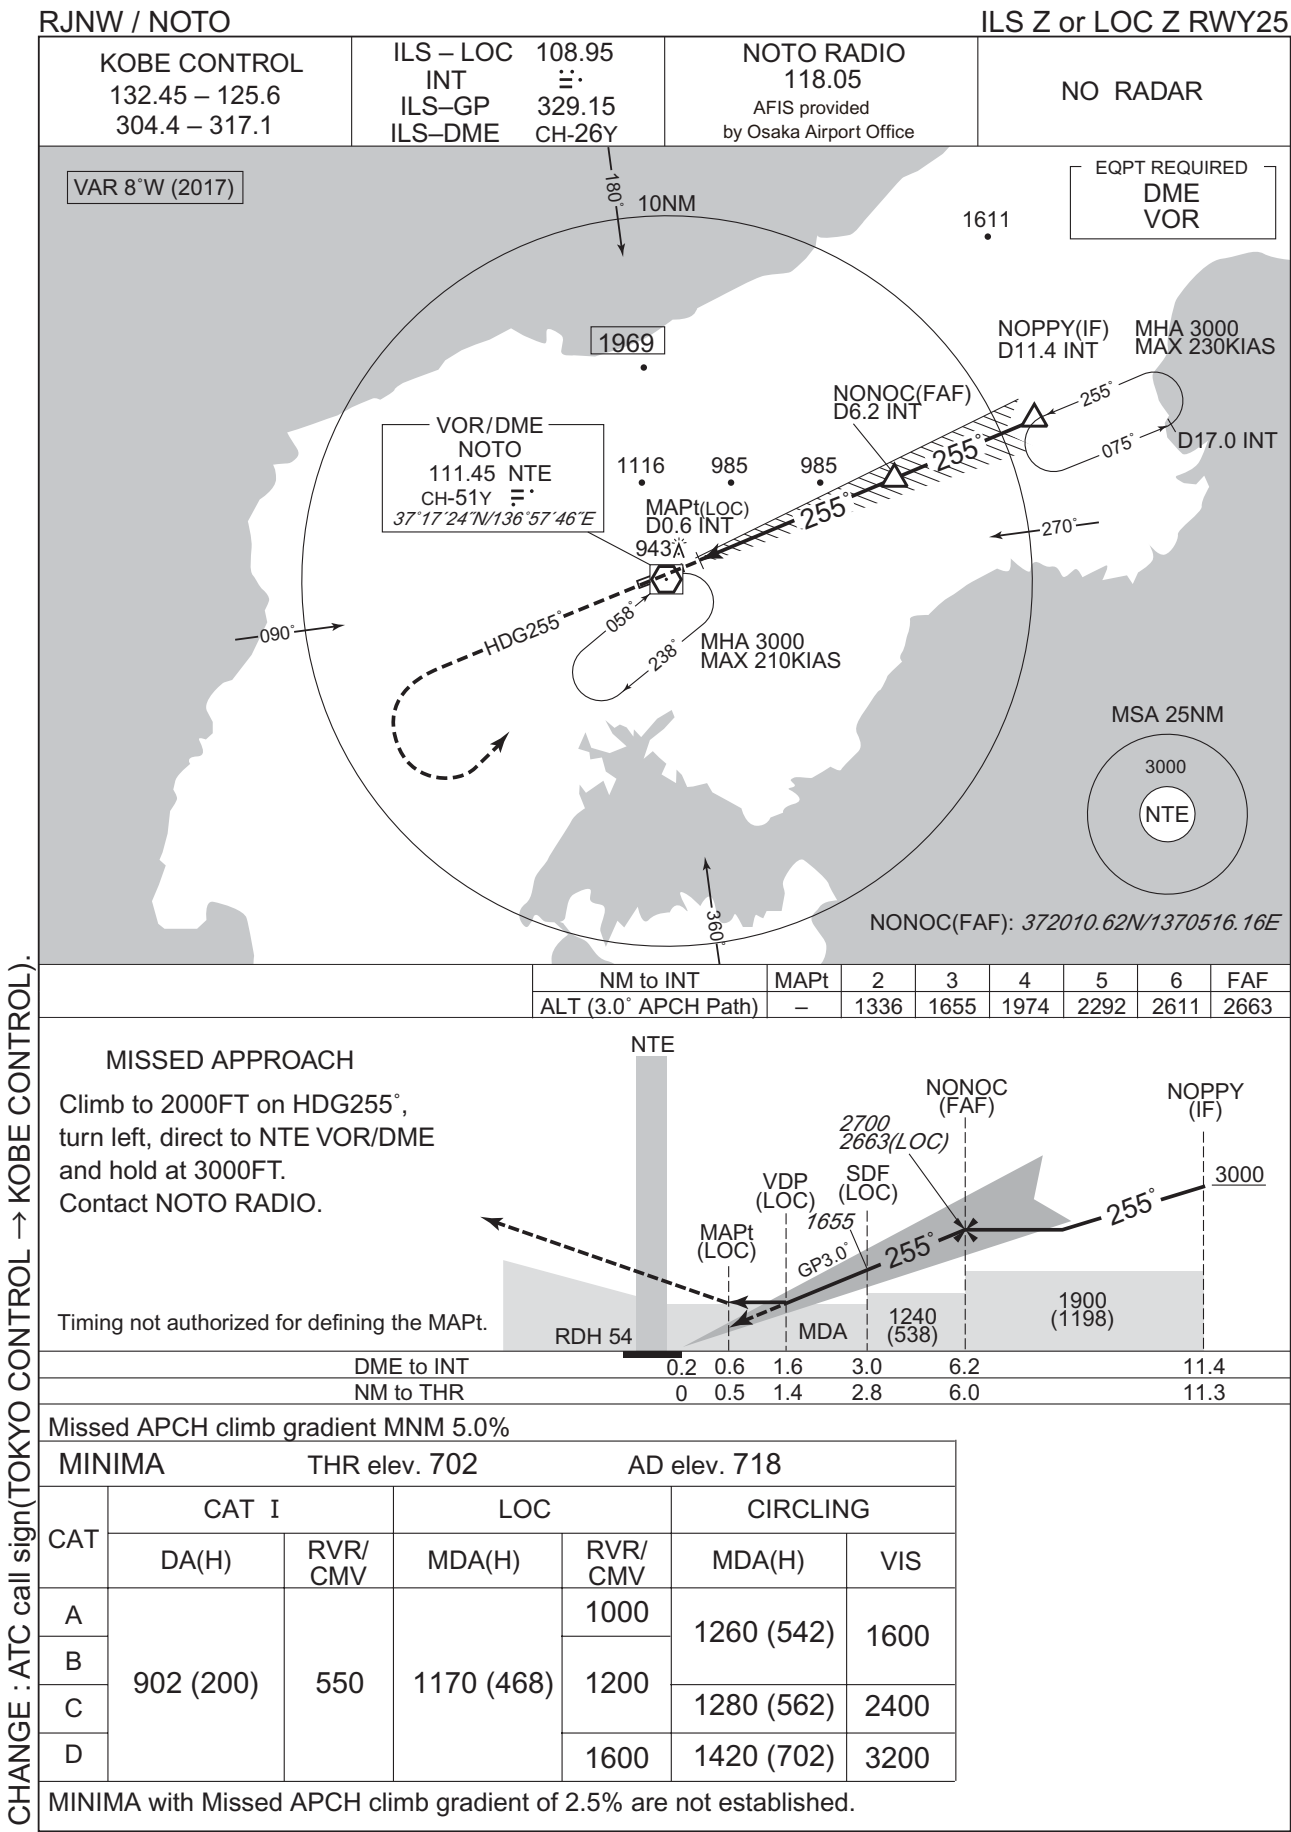 RJNW / NOTO
ILS Z or LOC Z RWY25
KOBE CONTROL
132.45 – 125.6
304.4 – 317.1
ILS – LOC 108.95
INT
ILS–GP 329.15
ILS–DME CH-26Y
NOTO RADIO
118.05
AFIS provided
by Osaka Airport Office
NO RADAR
VAR 8°W (2017)
180°
10NM
1611
EQPT REQUIRED
DME
VOR
1969
NOPPY(IF)
D11.4 INT
MHA 3000
MAX 230KIAS
NONOC(FAF)
D6.2 INT
255°
075°
D17.0 INT
255°
VOR/DME
NOTO
111.45 NTE
CH-51Y
37°17′24″N/136°57′46″E
1116
985
985
MAPt(LOC)
D0.6 INT
943
255°
270°
090°
HDG255°
058°
238°
MHA 3000
MAX 210KIAS
MSA 25NM
3000
NTE
360°
NONOC(FAF): 372010.62N/1370516.16E
NM to INT MAPt 2 3 4 5 6 FAF
ALT (3.0° APCH Path) – 1336 1655 1974 2292 2611 2663
MISSED APPROACH
Climb to 2000FT on HDG255°,
turn left, direct to NTE VOR/DME
and hold at 3000FT.
Contact NOTO RADIO.
Timing not authorized for defining the MAPt.
NTE
NONOC
(FAF)
NOPPY
(IF)
2700
2663(LOC)
SDF
(LOC)
VDP
(LOC)
1655
MAPt
(LOC)
3000
255°
GP3.0°
255°
RDH 54
MDA
1240
(538)
1900
(1198)
DME to INT 0.2 0.6 1.6 3.0 6.2 11.4
NM to THR 0 0.5 1.4 2.8 6.0 11.3
Missed APCH climb gradient MNM 5.0%
MINIMA THR elev. 702 AD elev. 718
CAT
CAT I LOC CIRCLING
DA(H) RVR/CMV MDA(H) RVR/CMV MDA(H) VIS
A
B
C
D
902 (200)
550
1170 (468)
1000
1200
1600
1260 (542) 1600
1280 (562) 2400
1420 (702) 3200
MINIMA with Missed APCH climb gradient of 2.5% are not established.
CHANGE : ATC call sign(TOKYO CONTROL → KOBE CONTROL).